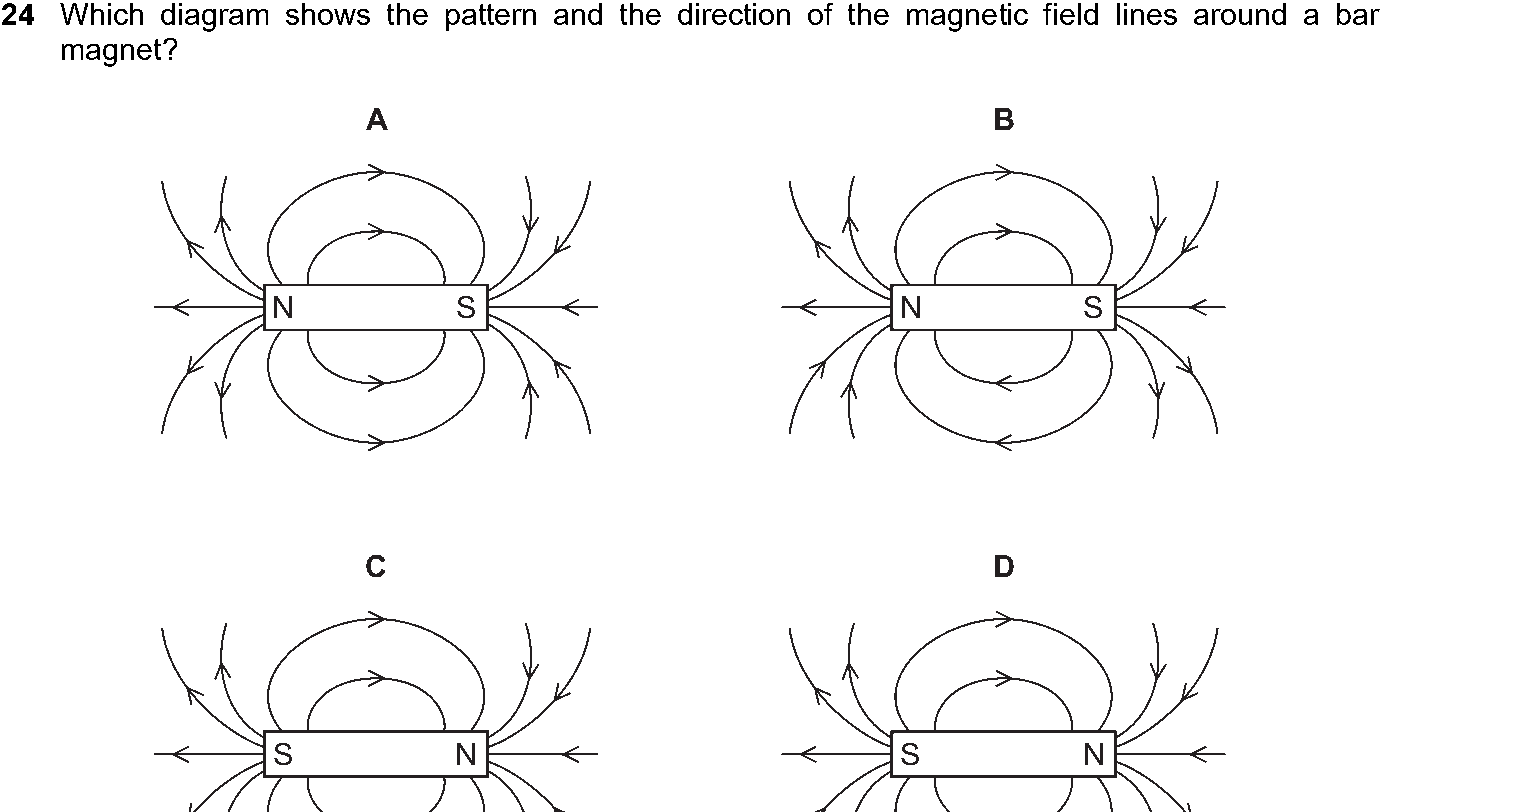 24 Which diagram shows the pattern and the direction of the magnetic field lines around a bar
magnet?
A
B
N S
N S
C
D
S N
S N